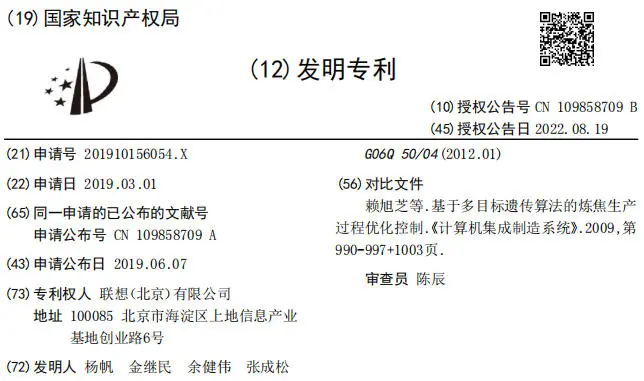 (19)国家知识产权局
(12)发明专利
(10)授权公告号 CN 109858709 B
(45)授权公告日 2022.08.19
(21)申请号 201910156054.X
(22)申请日 2019.03.01
(65)同一申请的已公布的文献号
申请公布号 CN 109858709 A
(43)申请公布日 2019.06.07
(73)专利权人 联想(北京)有限公司
地址 100085 北京市海淀区上地信息产业
基地创业路6号
(72)发明人 杨帆 金继民 余健伟 张成松
G06Q 50/04(2012.01)
(56)对比文件
赖旭芝等.基于多目标遗传算法的炼焦生产
过程优化控制.《计算机集成制造系统》.2009,第
990-997+1003页.
审查员 陈辰